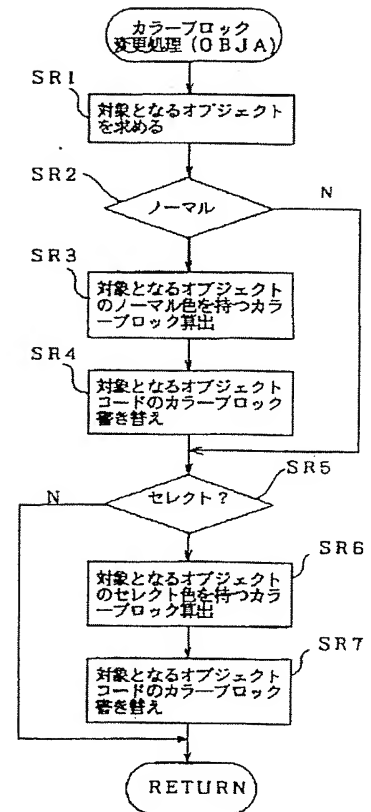 カラーブロック
変更処理(OBJA)
SR1
対象となるオブジェクト
を求める
SR2
ノーマル
N
SR3
対象となるオブジェクト
のノーマル色を持つカラ
ーブロック算出
SR4
対象となるオブジェクト
コードのカラーブロック
書き替え
SR5
N
セレクト?
SR6
対象となるオブジェクト
のセレクト色を持つカラ
ーブロック算出
SR7
対象となるオブジェクト
コードのカラーブロック
書き替え
RETURN